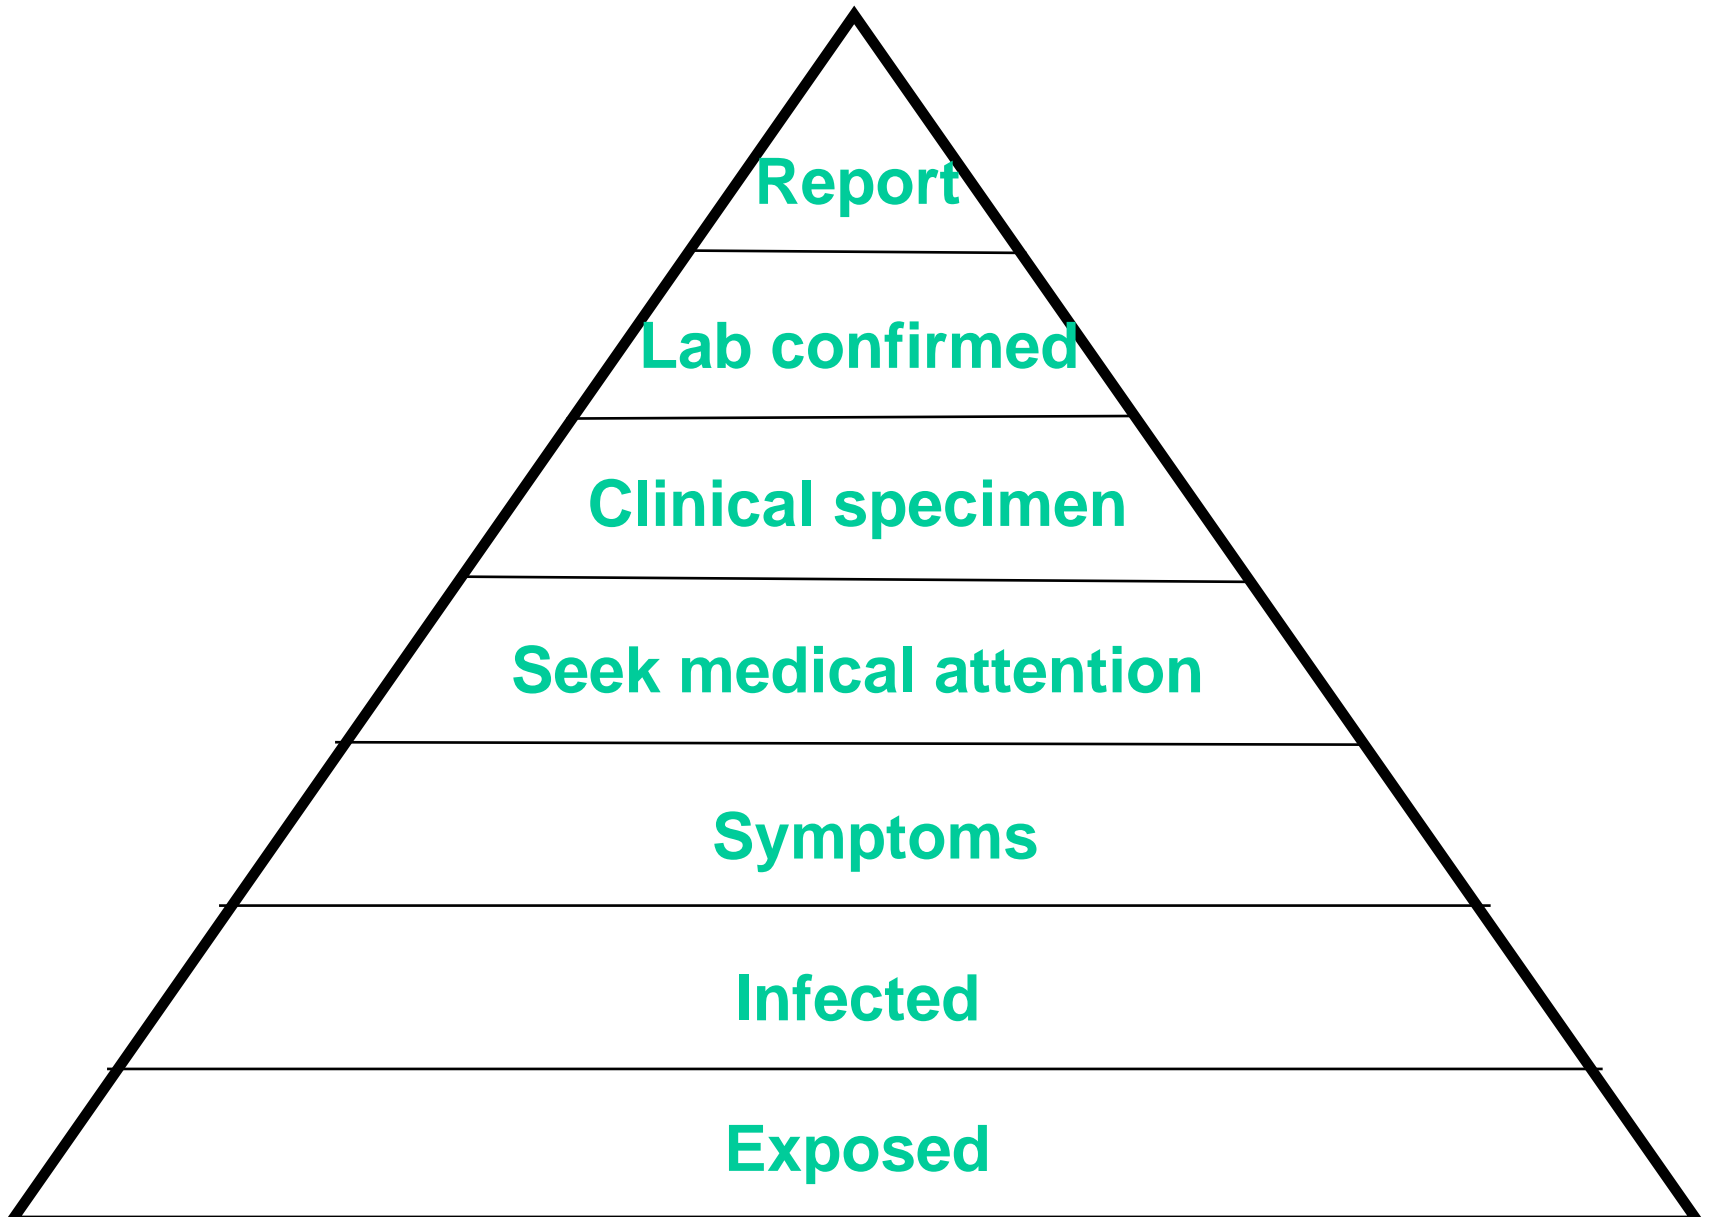 Report
Lab confirmed
Clinical specimen
Seek medical attention
Symptoms
Infected
Exposed